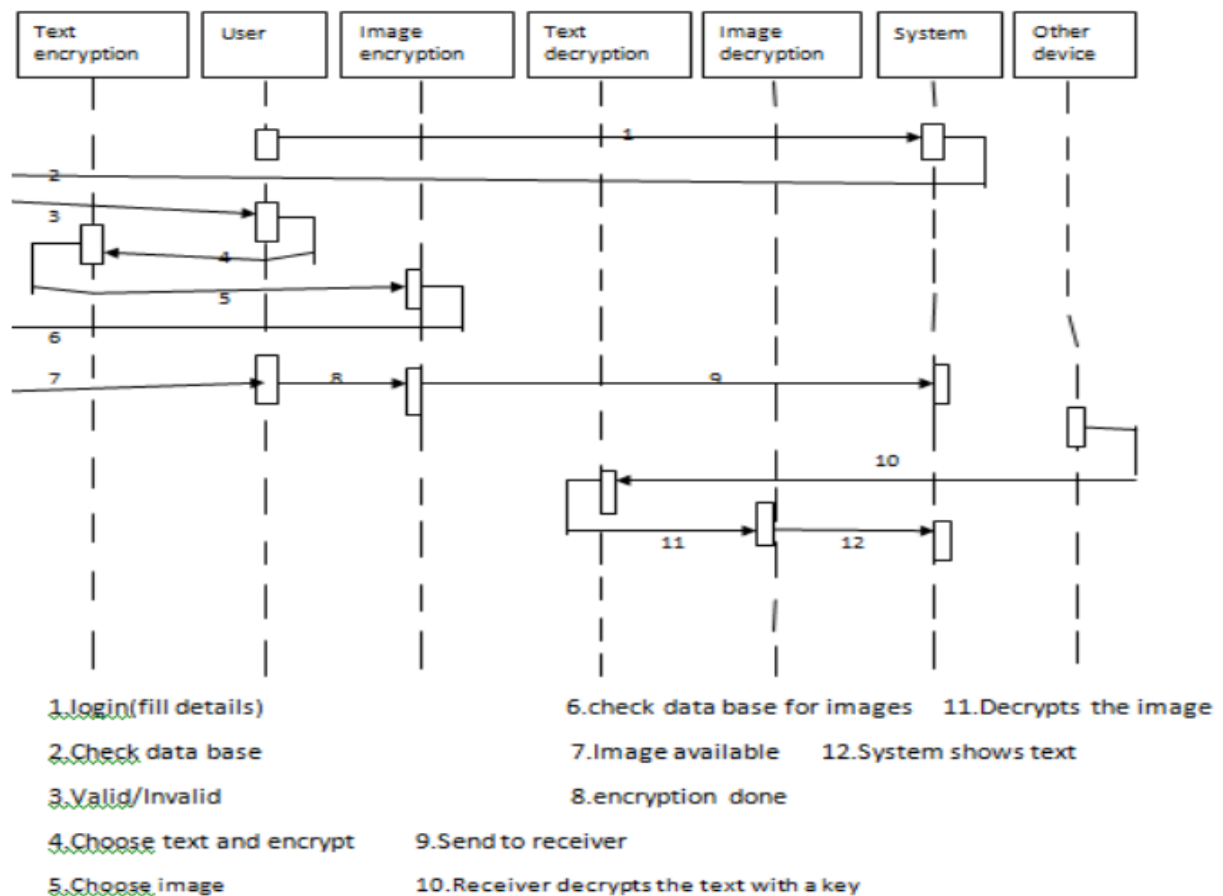 Text
encryption
User
Image
encryption
Text
decryption
Image
decryption
System
Other
device
1
2
3
4
5
6
7
8
9
10
11
12
1.login(fill details)
6.check data base for images
11.Decrypts the image
2.Check data base
7.Image available
12.System shows text
3.Valid/Invalid
8.encryption done
4.Choose text and encrypt
9.Send to receiver
5.Choose image
10.Receiver decrypts the text with a key